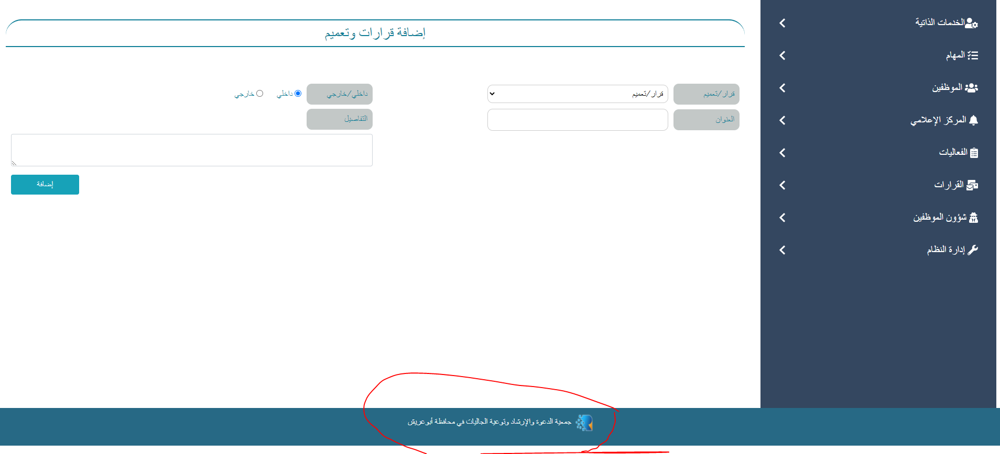 الخدمات الذاتية
المهام
الموظفين
المركز الإعلامي
الفعاليات
القرارات
شؤون الموظفين
إدارة النظام
إضافة قرارات وتعميم
قرار/تعميم
قرار/تعميم
داخلي/خارجي
داخلي خارجي
العنوان
التفاصيل
إضافة
جمعية الدعوة والإرشاد وتوعية الجاليات في محافظة أبوعريش